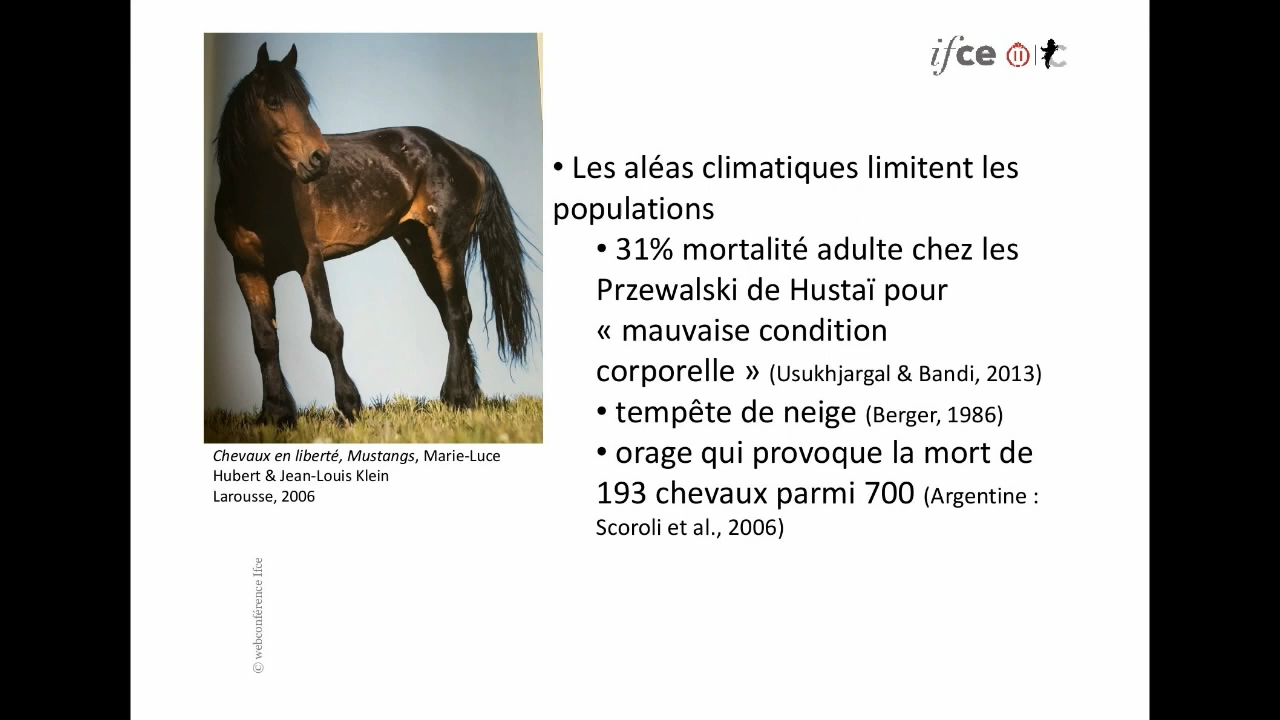 ifce
• Les aléas climatiques limitent les
populations
• 31% mortalité adulte chez les
Przewalski de Hustaï pour
« mauvaise condition
corporelle » (Usukhjargal & Bandi, 2013)
• tempête de neige (Berger, 1986)
• orage qui provoque la mort de
193 chevaux parmi 700 (Argentine :
Scoroli et al., 2006)
Chevaux en liberté, Mustangs, Marie-Luce
Hubert & Jean-Louis Klein
Larousse, 2006
© webconférence Ifce